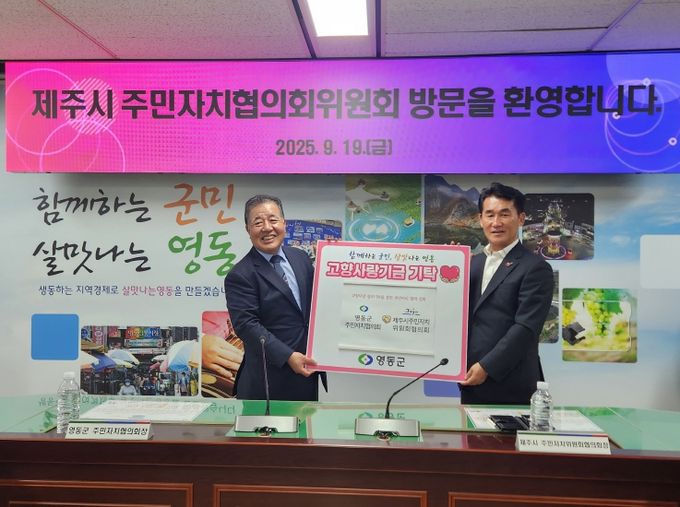 제주시 주민자치협의회위원회 방문을 환영합니다
2025. 9. 19.(금)
함께하는 군민
살맛나는 영동
생동하는 지역경제로 살맛나는영동을 만들겠습니
함께하는 군민, 살맛나는 영동
고향사랑기금 기탁
영동군
주민자치협의회
제주시주민자치
위원회협의회
영동군
영동군 주민자치협의회장
제주시 주민자치위원회협의회장